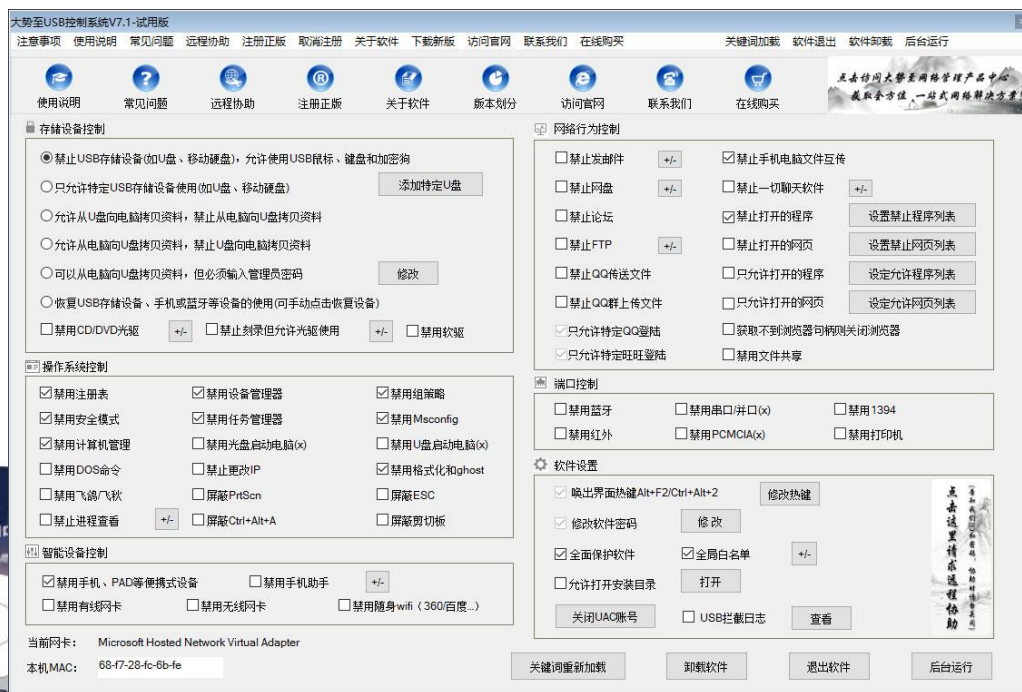 大势至USB控制系统V7.1-试用版
注意事项 使用说明 常见问题 远程协助 注册正版 取消注册 关于软件 下载新版 访问官网 联系我们 在线购买 关键词加载 软件退出 软件卸载 后台运行
使用说明 常见问题 远程协助 注册正版 关于软件 版本划分 访问官网 联系我们 在线购买
点击访问大势至网络管理产品中心
获取全方位、一站式网络解决方案!
存储设备控制
禁止USB存储设备(如U盘、移动硬盘),允许使用USB鼠标、键盘和加密狗
只允许特定USB存储设备使用(如U盘、移动硬盘) 添加特定U盘
允许从U盘向电脑拷贝资料,禁止从电脑向U盘拷贝资料
允许从电脑向U盘拷贝资料,禁止U盘向电脑拷贝资料
可以从电脑向U盘拷贝资料,但必须输入管理员密码 修改
恢复USB存储设备、手机或蓝牙等设备的使用(可手动点击恢复设备)
禁用CD/DVD光驱 +/- 禁止刻录但允许光驱使用 +/- 禁用软驱
操作系统控制
禁用注册表 禁用设备管理器 禁用组策略
禁用安全模式 禁用任务管理器 禁用Msconfig
禁用计算机管理 禁用光盘启动电脑(x) 禁用U盘启动电脑(x)
禁用DOS命令 禁止更改IP 禁用格式化和ghost
禁用飞鸽/飞秋 屏蔽PrtScn 屏蔽ESC
禁止进程查看 +/- 屏蔽Ctrl+Alt+A 屏蔽剪切板
智能设备控制
禁用手机、PAD等便携式设备 禁用手机助手 +/-
禁用有线网卡 禁用无线网卡 禁用随身wifi(360/百度...)
当前网卡: Microsoft Hosted Network Virtual Adapter
本机MAC: 68-f7-28-fc-6b-fe
网络行为控制
禁止发邮件 +/- 禁止手机电脑文件互传
禁止网盘 +/- 禁止一切聊天软件 +/-
禁止论坛 禁止打开的程序 设置禁止程序列表
禁止FTP +/- 禁止打开的网页 设置禁止网页列表
禁止QQ传送文件 只允许打开的程序 设定允许程序列表
禁止QQ群上传文件 只允许打开的网页 设定允许网页列表
只允许特定QQ登陆 获取不到浏览器句柄则关闭浏览器
只允许特定旺旺登陆 禁用文件共享
端口控制
禁用蓝牙 禁用串口/并口(x) 禁用1394
禁用红外 禁用PCMCIA(x) 禁用打印机
软件设置
唤出界面热键Alt+F2/Ctrl+Alt+2 修改热键
修改软件密码 修改
全面保护软件 全局白名单 +/-
允许打开安装目录 打开
关闭UAC账号 USB拦截日志 查看
点击这里请求远程协助
关键词重新加载 卸载软件 退出软件 后台运行